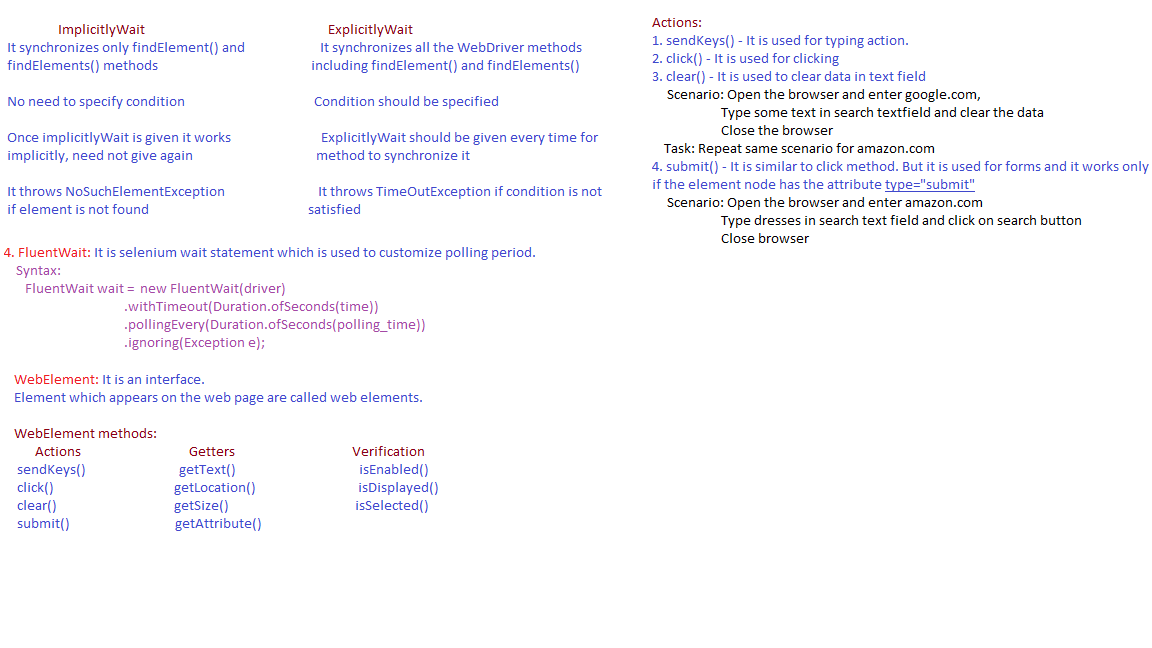 ImplicitlyWait ExplicitlyWait
It synchronizes only findElement() and It synchronizes all the WebDriver methods
findElements() methods including findElement() and findElements()
No need to specify condition Condition should be specified
Once implicitlyWait is given it works ExplicitlyWait should be given every time for
implicitly, need not give again method to synchronize it
It throws NoSuchElementException It throws TimeOutException if condition is not
if element is not found satisfied
4. FluentWait: It is selenium wait statement which is used to customize polling period.
Syntax:
FluentWait wait = new FluentWait(driver)
.withTimeout(Duration.ofSeconds(time))
.pollingEvery(Duration.ofSeconds(polling_time))
.ignoring(Exception e);
WebElement: It is an interface.
Element which appears on the web page are called web elements.
WebElement methods:
Actions Getters Verification
sendKeys() getText() isEnabled()
click() getLocation() isDisplayed()
clear() getSize() isSelected()
submit() getAttribute()
Actions:
1. sendKeys() - It is used for typing action.
2. click() - It is used for clicking
3. clear() - It is used to clear data in text field
Scenario: Open the browser and enter google.com,
Type some text in search textfield and clear the data
Close the browser
Task: Repeat same scenario for amazon.com
4. submit() - It is similar to click method. But it is used for forms and it works only
if the element node has the attribute type="submit"
Scenario: Open the browser and enter amazon.com
Type dresses in search text field and click on search button
Close browser